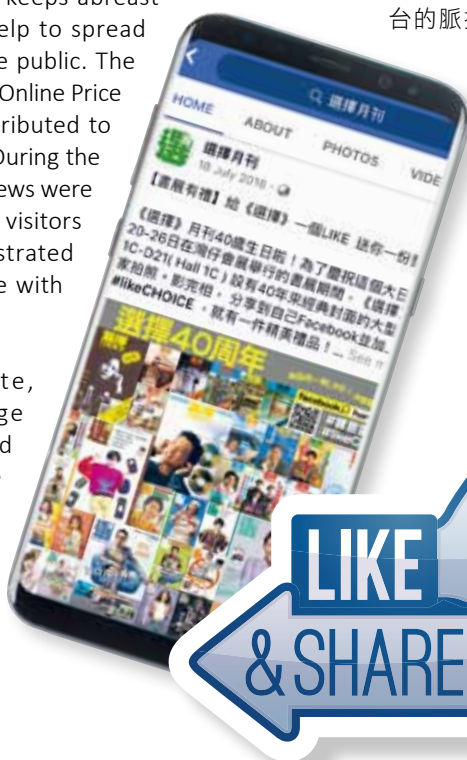 keeps abreast
elp to spread
e public. The
Online Price
ributed to
During the
ews were
visitors
strated
e with
te,
ge
d
台的脈
選擇月刊
HOME ABOUT PHOTOS VIDE
選擇月刊
18 July 2016
【書展有禮】給《選擇》一個LIKE 送你一份
《選擇》月刊40歲生日啦！為了慶祝這個大日
20-26日在灣仔會展舉行的書展期間，《選擇
1C-D21( Hall 1C ) 設有40年來經典封面的大型
家拍照，影完相，分享到自己Facebook並加
#likeCHOICE，就有一件精美禮品！... See
選擇40周年
LIKE
& SHARE